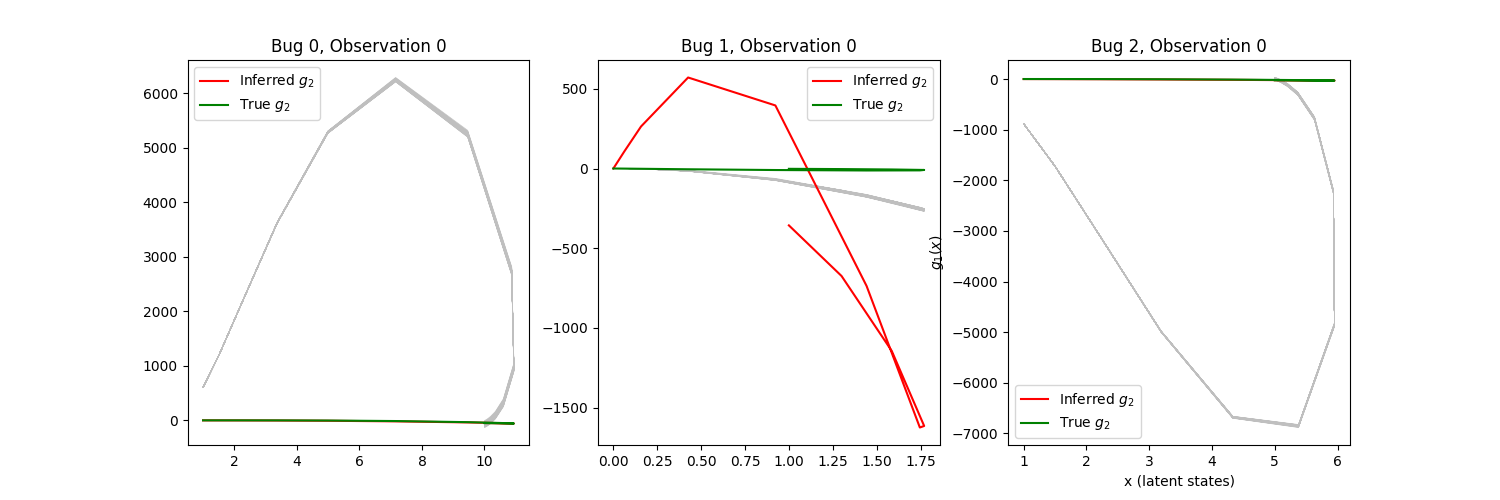 Bug 0, Observation 0
Inferred g₂
True g₂
6000
5000
4000
3000
2000
1000
0
2 4 6 8 10
Bug 1, Observation 0
Inferred g₂
True g₂
500
0
−500
−1000
−1500
0.00 0.25 0.50 0.75 1.00 1.25 1.50 1.75
Bug 2, Observation 0
g₁(x)
0
−1000
−2000
−3000
−4000
−5000
−6000
−7000
Inferred g₂
True g₂
1 2 3 4 5 6
x (latent states)